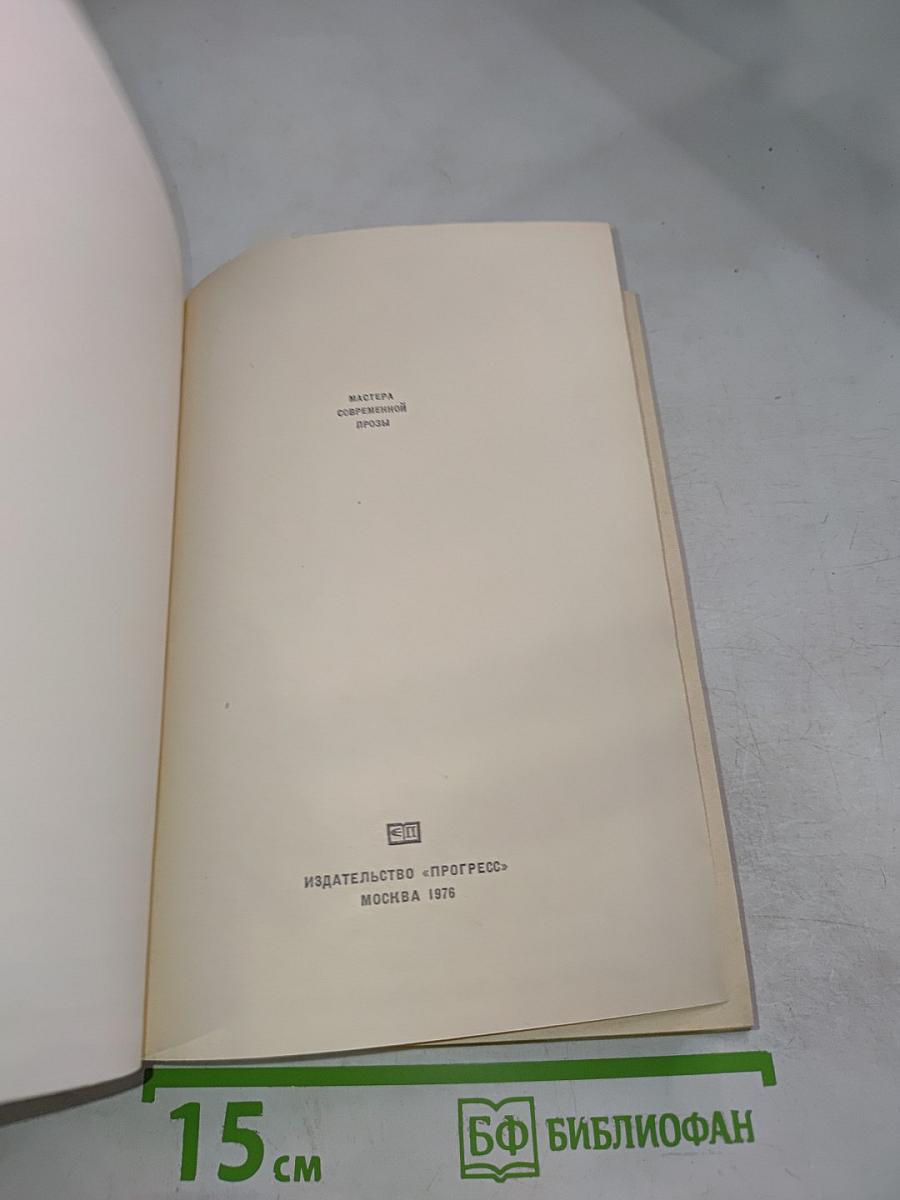 МАСТЕРА
СОВРЕМЕННОЙ
ПРОЗЫ
ИЗДАТЕЛЬСТВО «ПРОГРЕСС»
МОСКВА 1976
15 см
БФ БИБЛИОФАН